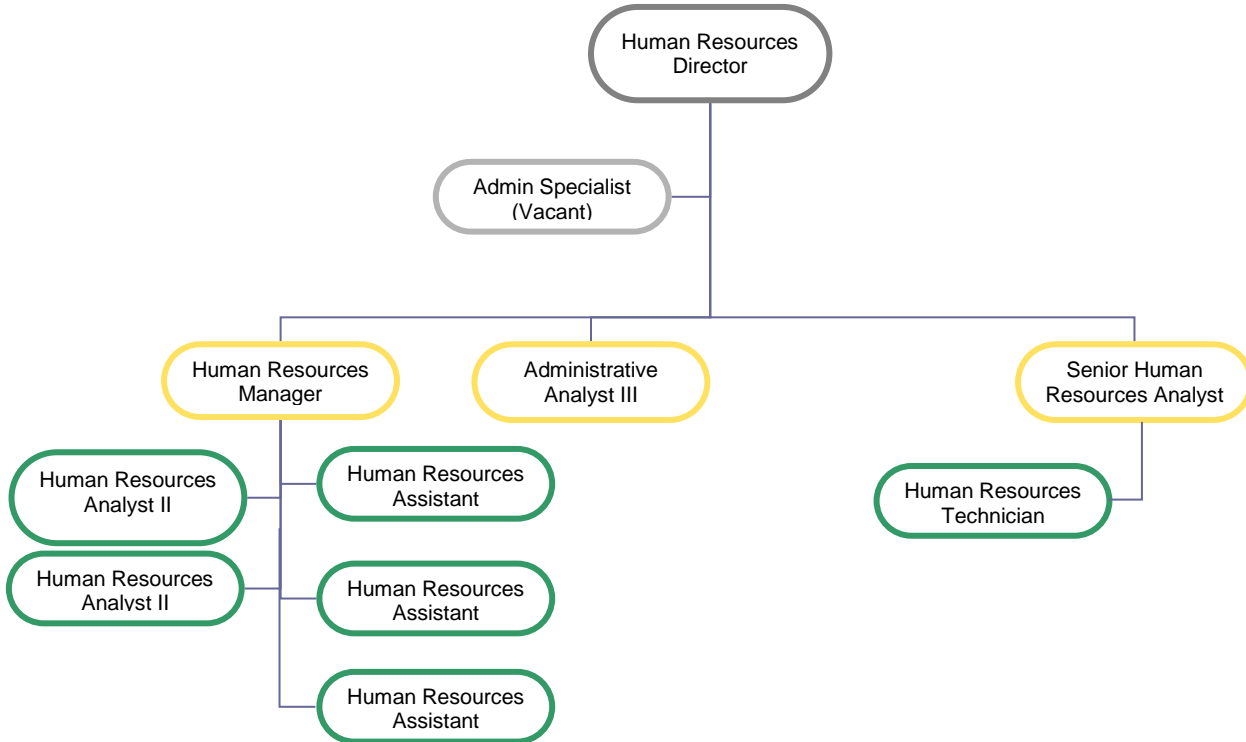 Human Resources
Director
Admin Specialist
(Vacant)
Human Resources
Manager
Administrative
Analyst III
Senior Human
Resources Analyst
Human Resources
Analyst II
Human Resources
Assistant
Human Resources
Technician
Human Resources
Analyst II
Human Resources
Assistant
Human Resources
Assistant